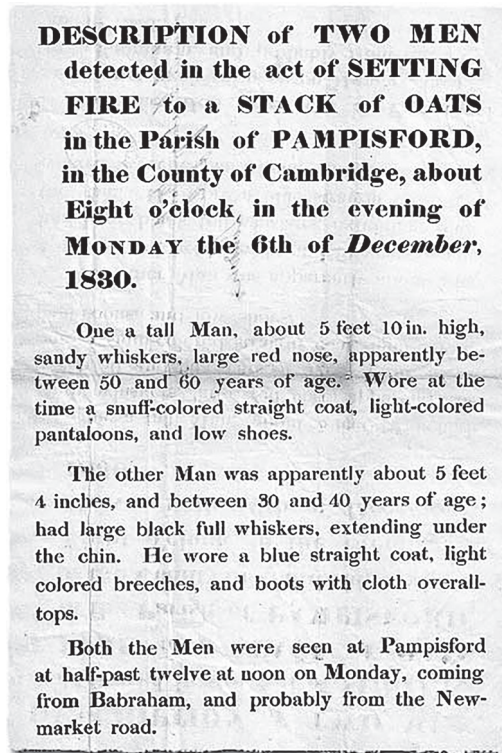 DESCRIPTION of TWO MEN
detected in the act of SETTING
FIRE to a STACK of OATS
in the Parish of PAMPISFORD,
in the County of Cambridge, about
Eight o'clock in the evening of
MONDAY the 6th of December,
1830.
One a tall Man, about 5 feet 10 in. high,
sandy whiskers, large red nose, apparently be-
tween 50 and 60 years of age. Wore at the
time a snuff-colored straight coat, light-colored
pantaloons, and low shoes.
The other Man was apparently about 5 feet
4 inches, and between 30 and 40 years of age;
had large black full whiskers, extending under
the chin. He wore a blue straight coat, light
colored breeches, and boots with cloth overall-
tops.
Both the Men were seen at Pampisford
at half-past twelve at noon on Monday, coming
from Babraham, and probably from the New-
market road.